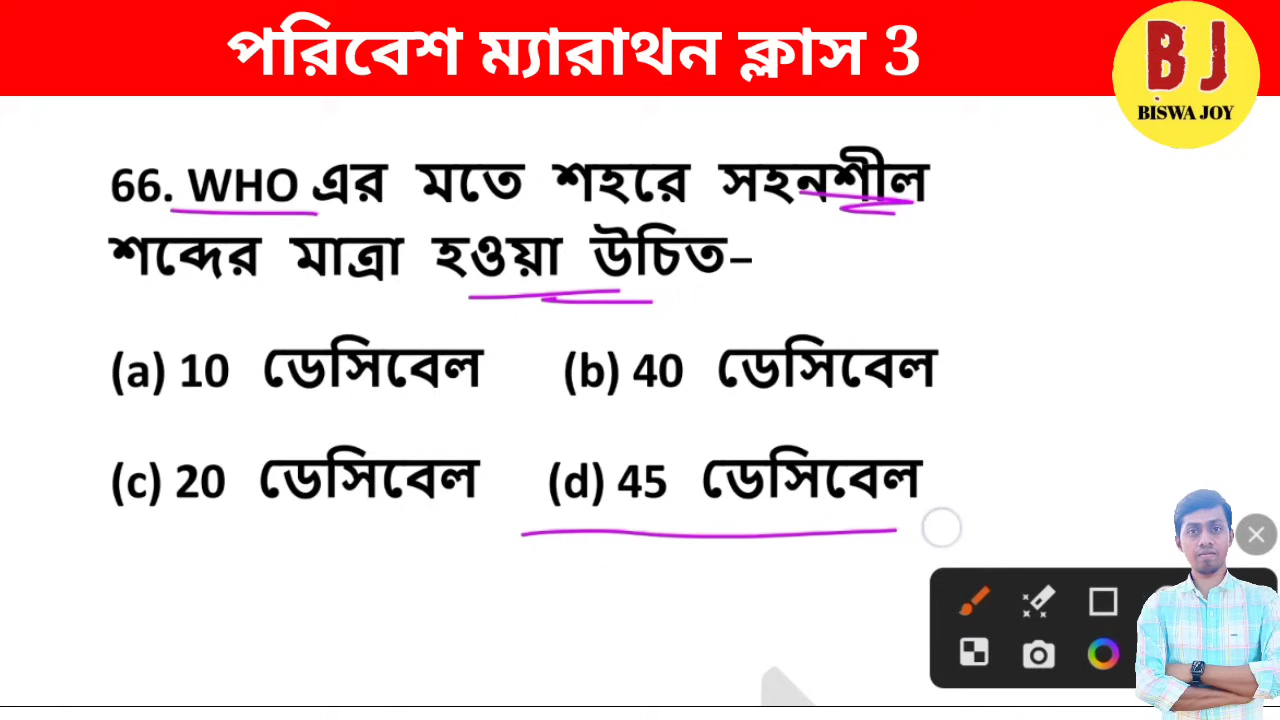 পরিবেশ ম্যারাথন ক্লাস 3
BJ
BISWA JOY
66. WHO এর মতে শহরে সহনশীল
শব্দের মাত্রা হওয়া উচিত–
(a) 10 ডেসিবেল (b) 40 ডেসিবেল
(c) 20 ডেসিবেল (d) 45 ডেসিবেল